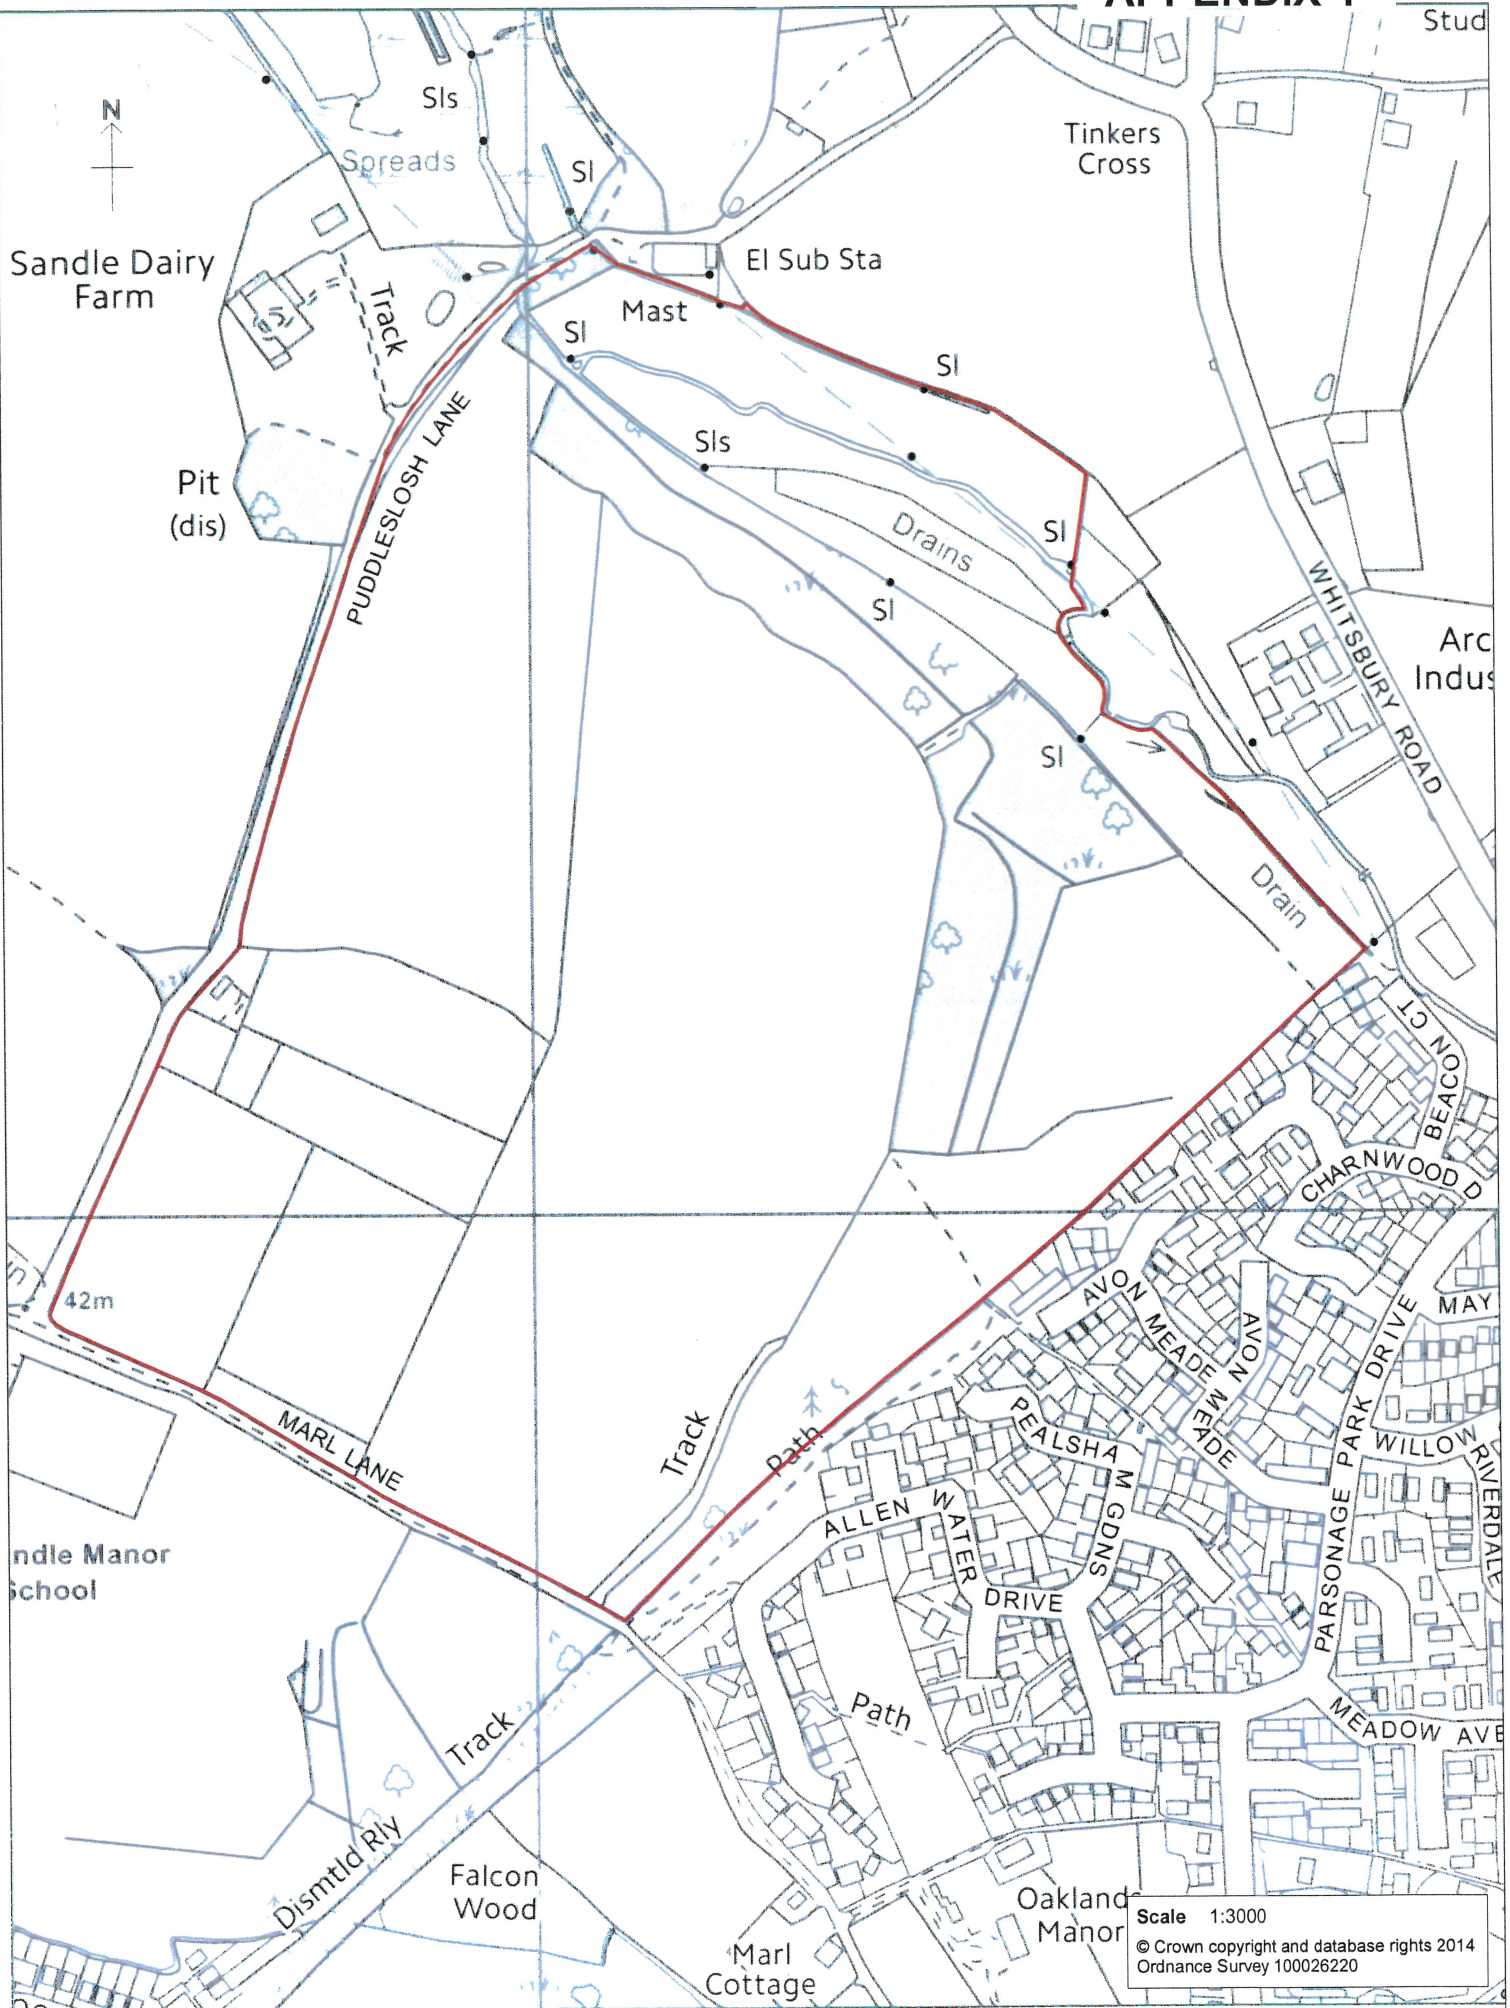 Stud
N
Sls
Spreads
Sl
Tinkers
Cross
Sandle Dairy
Farm
Track
El Sub Sta
Mast
Sl
Sl
PUDDLESLOSH LANE
Sls
Pit
(dis)
Drains
Sl
Sl
WHITSBURY ROAD
Arc
Indus
Sl
Drain
BEACON CT
CHARNWOOD D
42m
AVON MEADE
AVON MEADE
MAY
PARSONAGE PARK DRIVE
MARL LANE
Track
Path
PEALSHAM GDNS
WILLOW
RIVERDALE
ALLEN WATER DRIVE
ndle Manor
School
Path
Track
MEADOW AVE
Dismtld Rly
Falcon
Wood
Oakland
Manor
Marl
Cottage
Scale 1:3000
© Crown copyright and database rights 2014
Ordnance Survey 100026220